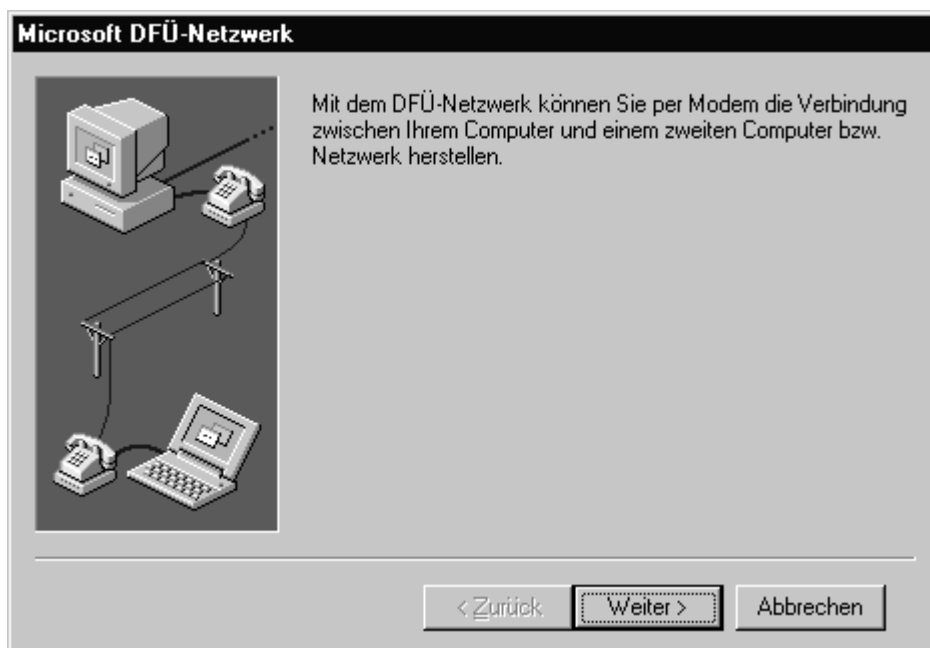 Microsoft DFÜ-Netzwerk
Mit dem DFÜ-Netzwerk können Sie per Modem die Verbindung
zwischen Ihrem Computer und einem zweiten Computer bzw.
Netzwerk herstellen.
< Zurück Weiter > Abbrechen